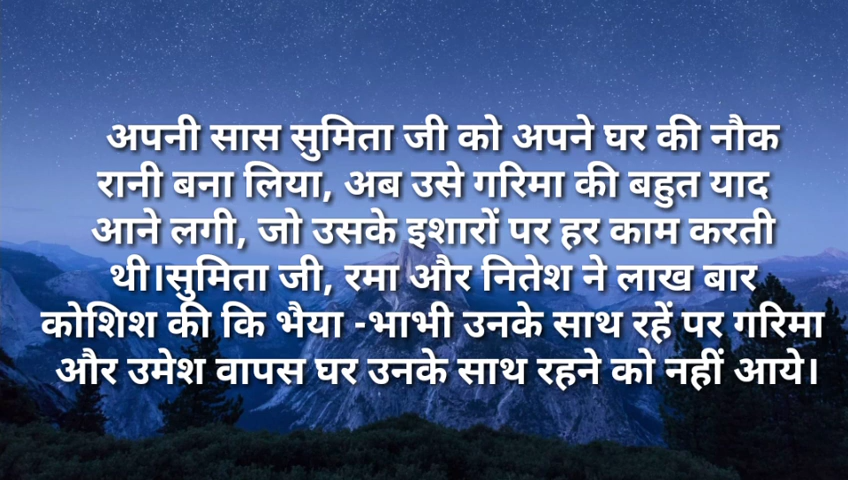 अपनी सास सुमिता जी को अपने घर की नौक
रानी बना लिया, अब उसे गरिमा की बहुत याद
आने लगी, जो उसके इशारों पर हर काम करती
थी।सुमिता जी, रमा और नितेश ने लाख बार
कोशिश की कि भैया -भाभी उनके साथ रहें पर गरिमा
और उमेश वापस घर उनके साथ रहने को नहीं आये।